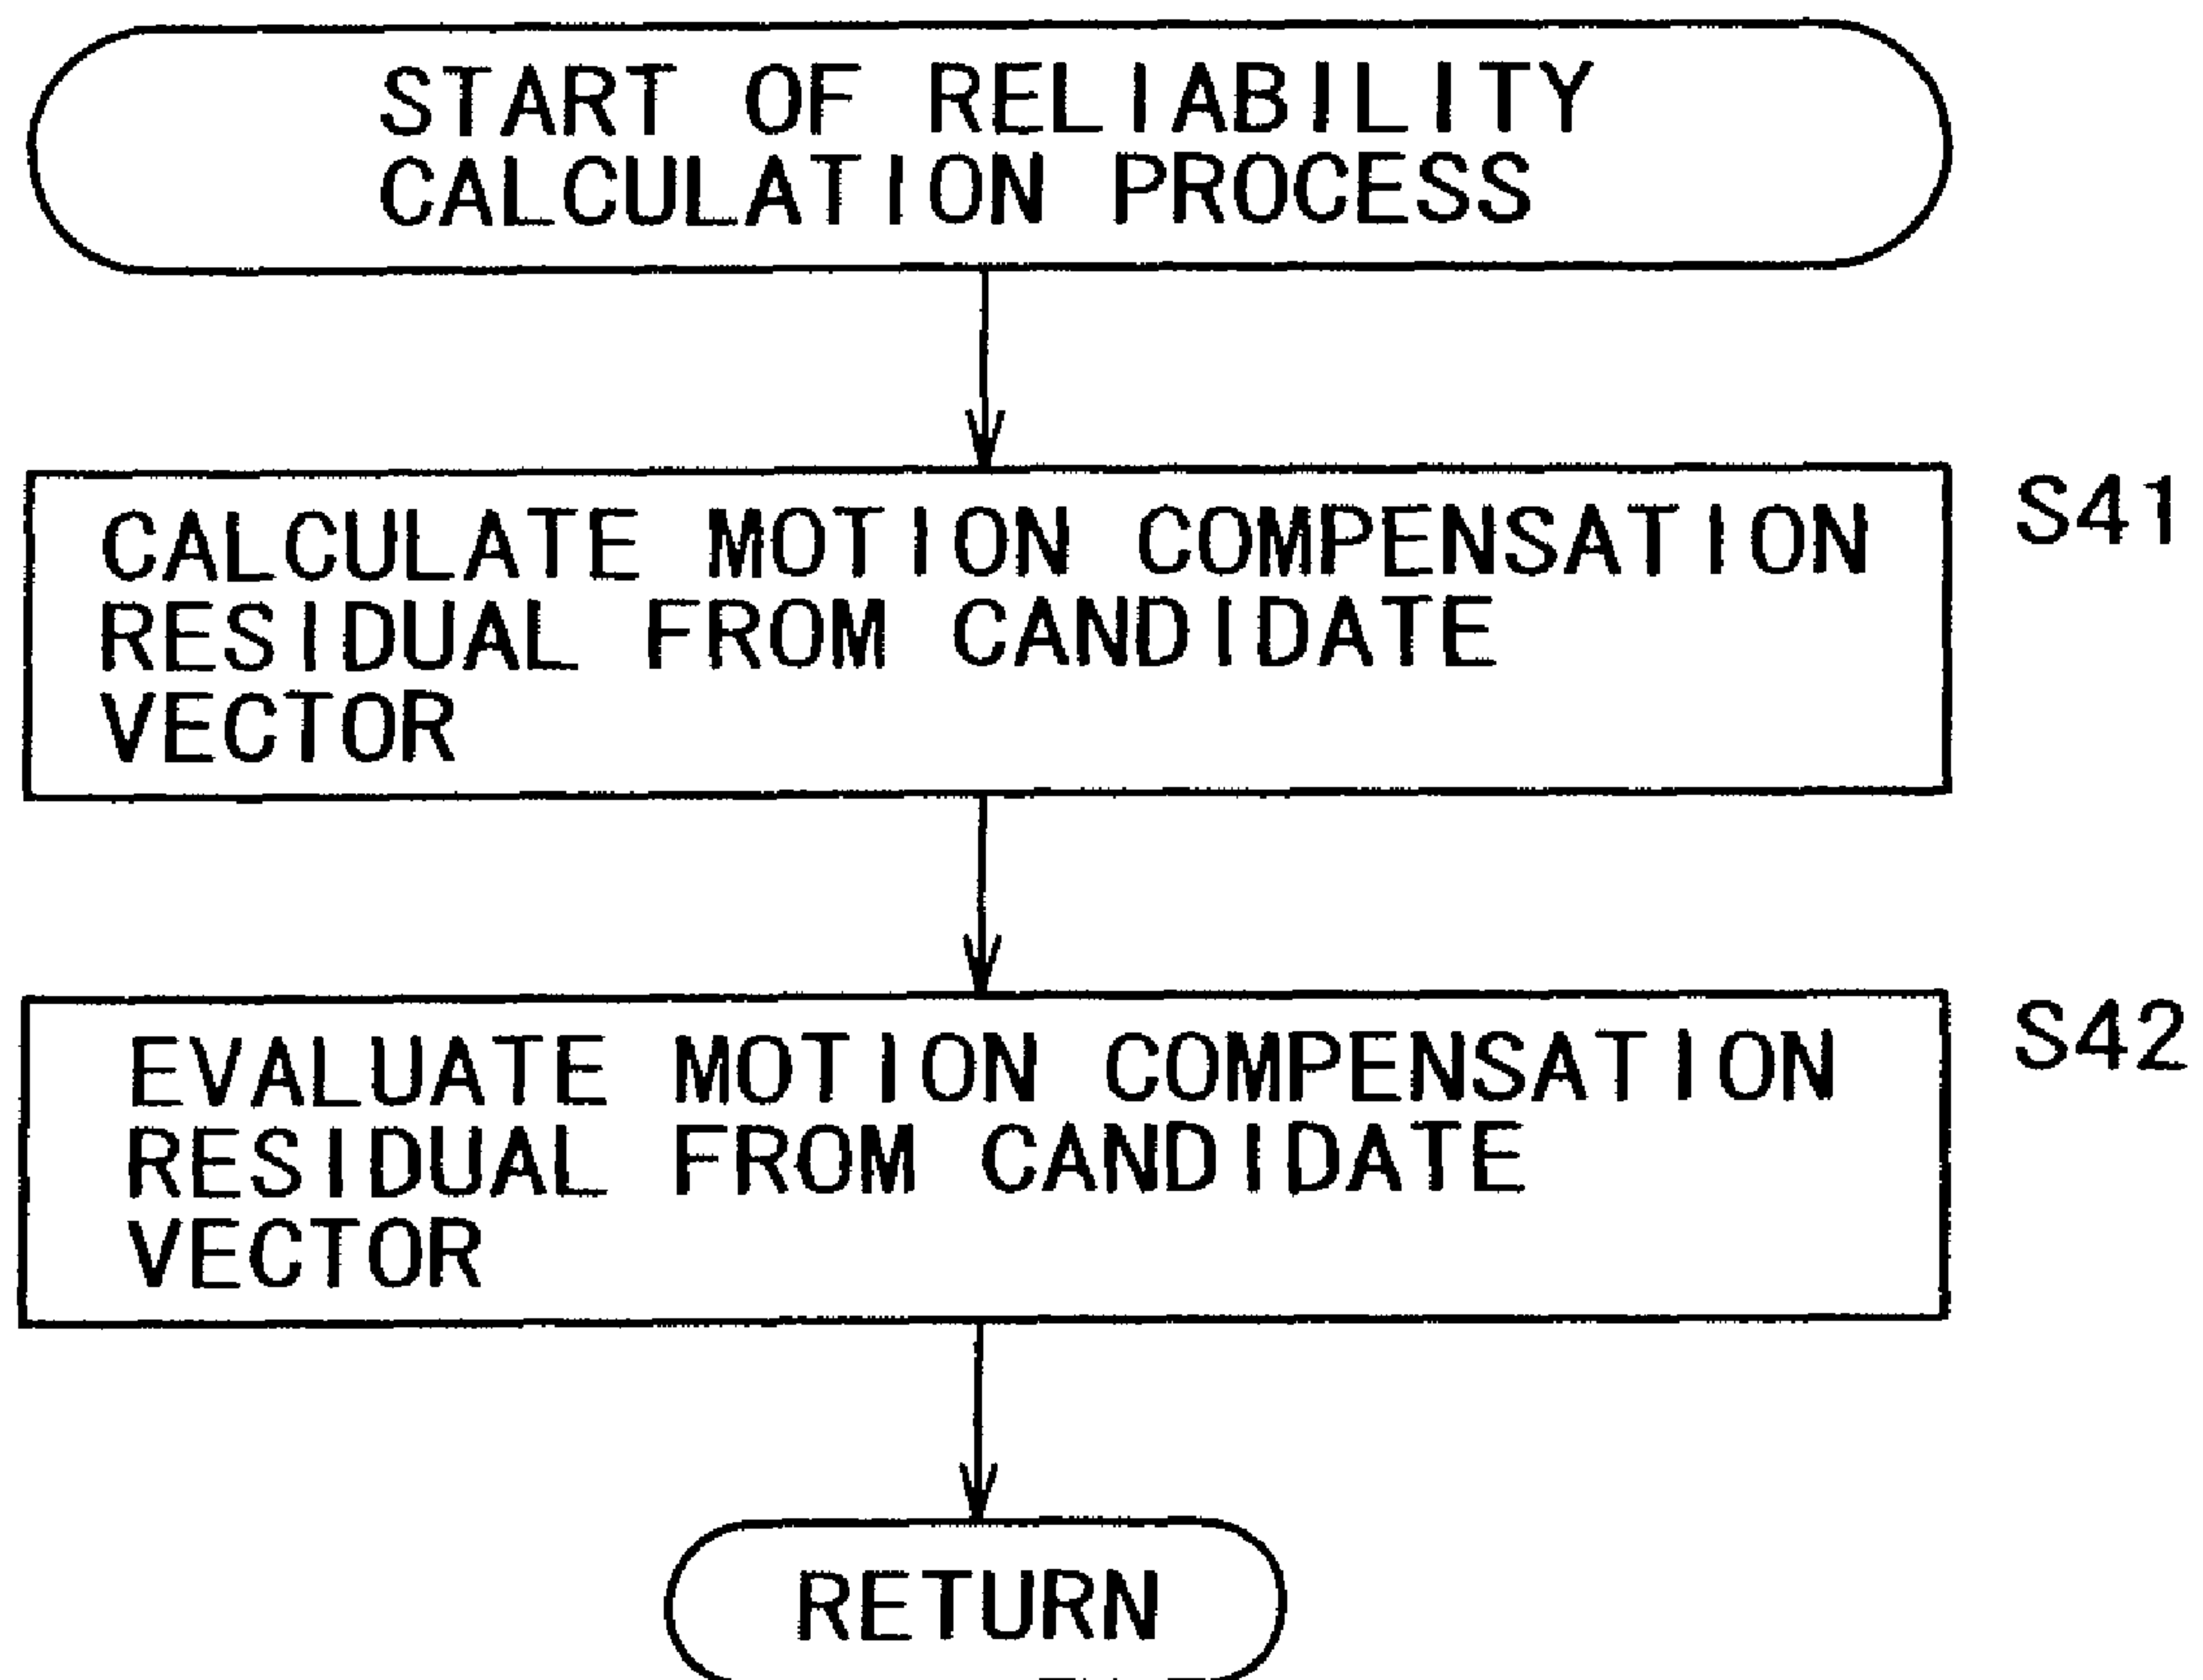 START OF RELIABILITY
CALCULATION PROCESS
CALCULATE MOTION COMPENSATION
RESIDUAL FROM CANDIDATE
VECTOR
S41
EVALUATE MOTION COMPENSATION
RESIDUAL FROM CANDIDATE
VECTOR
S42
RETURN